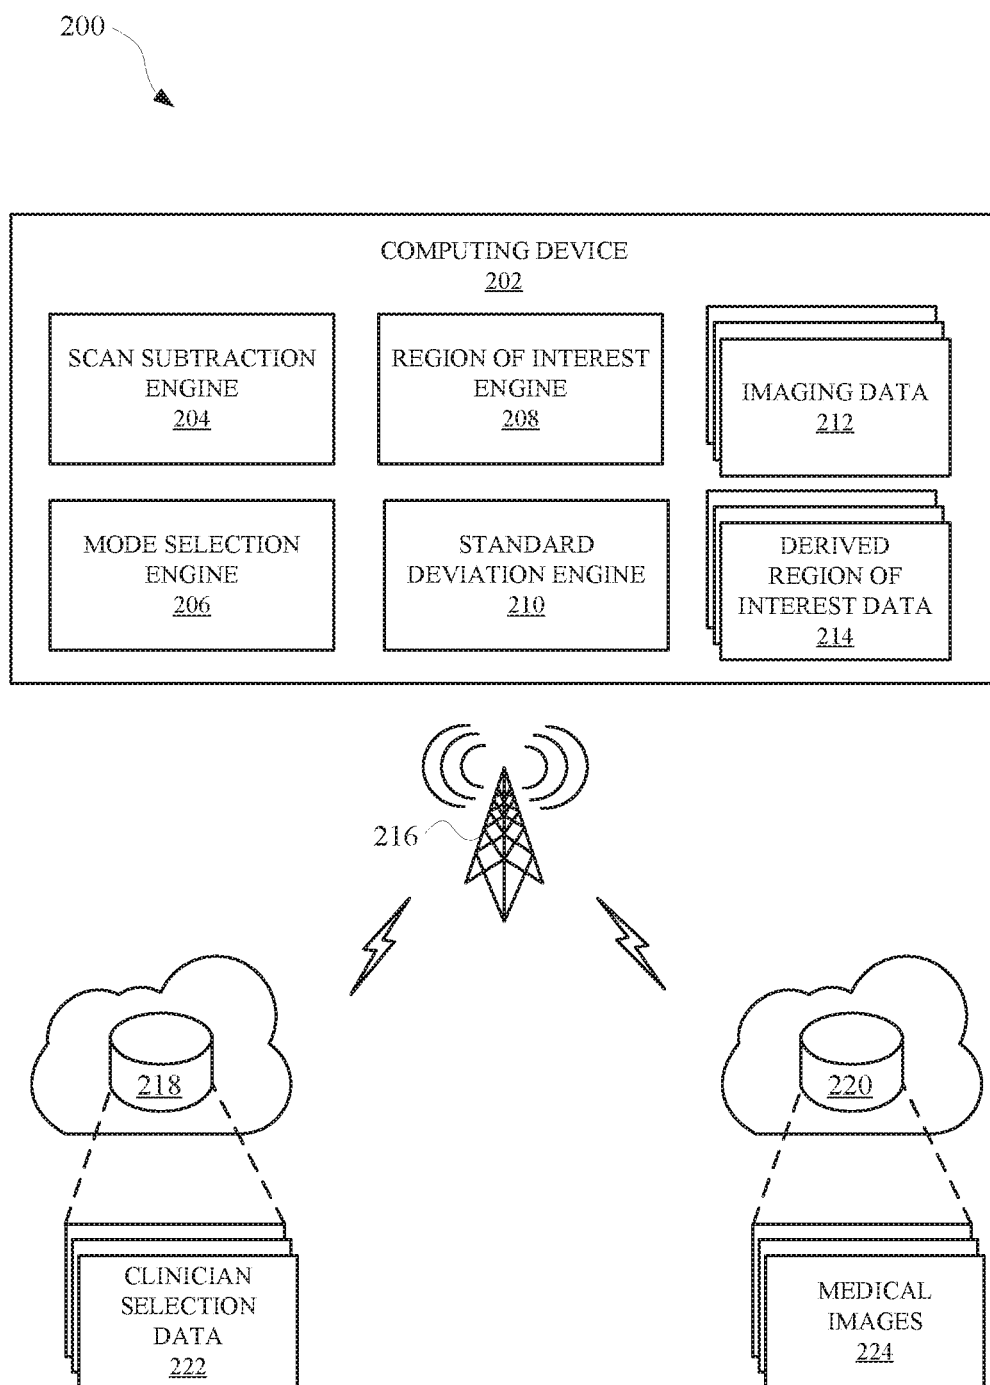 200
COMPUTING DEVICE
202
SCAN SUBTRACTION
ENGINE
204
REGION OF INTEREST
ENGINE
208
IMAGING DATA
212
MODE SELECTION
ENGINE
206
STANDARD
DEVIATION ENGINE
210
DERIVED
REGION OF
INTEREST DATA
214
216
218
220
CLINICIAN
SELECTION
DATA
222
MEDICAL
IMAGES
224